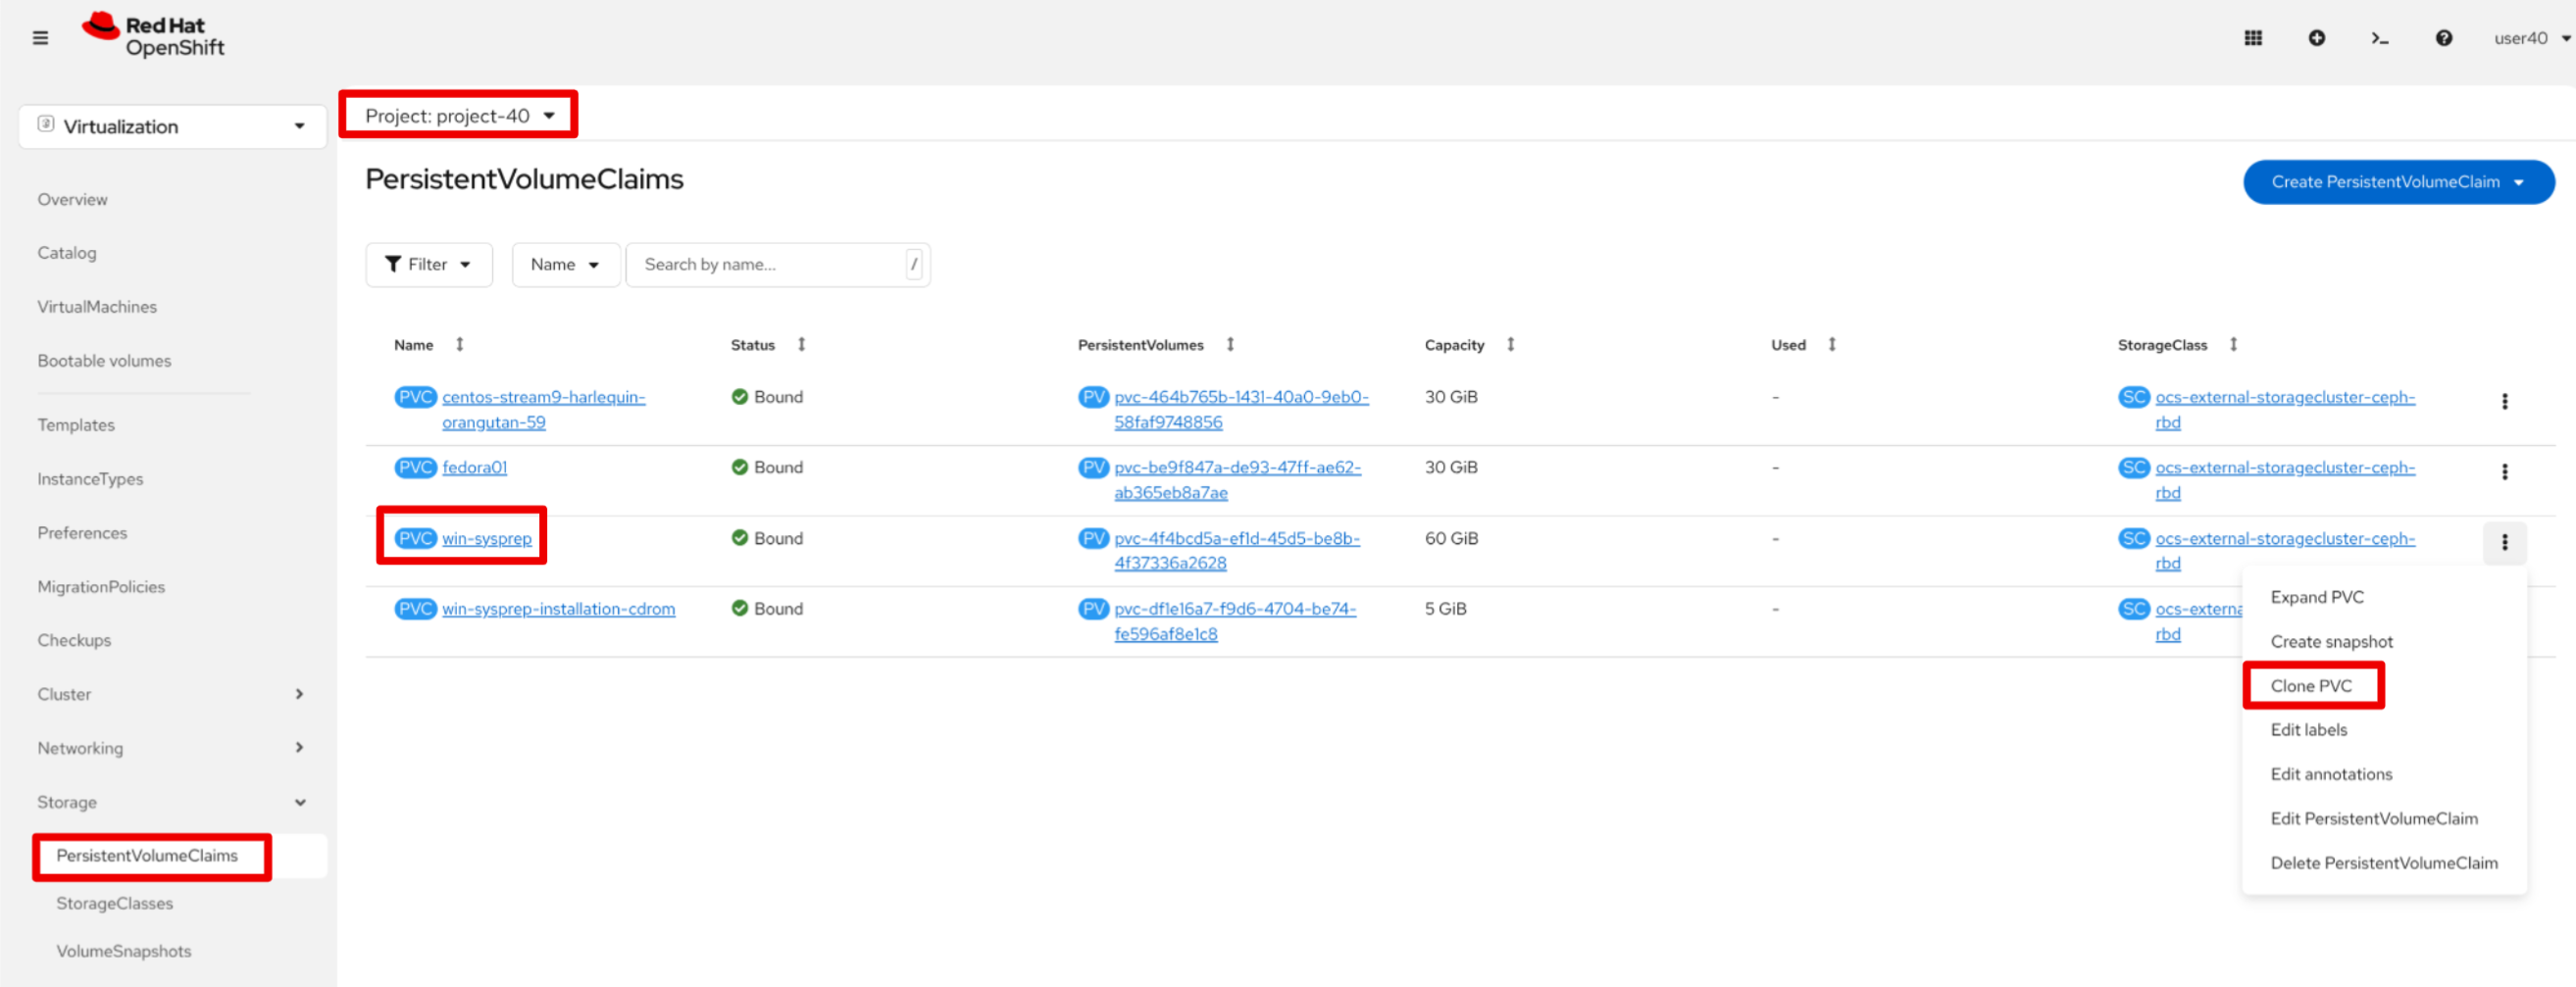 Red Hat
OpenShift
user40
Virtualization
Project: project-40
Overview
Catalog
VirtualMachines
Bootable volumes
Templates
InstanceTypes
Preferences
MigrationPolicies
Checkups
Cluster
Networking
Storage
PersistentVolumeClaims
StorageClasses
VolumeSnapshots
PersistentVolumeClaims
Create PersistentVolumeClaim
Filter
Name
Search by name...
/
Name Status PersistentVolumes Capacity Used StorageClass
PVC centos-stream9-harlequin- Bound PV pvc-464b765b-1431-40a0-9eb0- 30 GiB - SC ocs-external-storagecluster-ceph-
orangutan-59 58faf9748856 rbd
PVC fedora01 Bound PV pvc-be9f847a-de93-47ff-ae62- 30 GiB - SC ocs-external-storagecluster-ceph-
ab365eb8a7ae rbd
PVC win-sysprep Bound PV pvc-4f4bcd5a-ef1d-45d5-be8b- 60 GiB - SC ocs-external-storagecluster-ceph-
4f37336a2628 rbd
PVC win-sysprep-installation-cdrom Bound PV pvc-df1e16a7-f9d6-4704-be74- 5 GiB - SC ocs-externa
fe596af8e1c8 rbd
Expand PVC
Create snapshot
Clone PVC
Edit labels
Edit annotations
Edit PersistentVolumeClaim
Delete PersistentVolumeClaim